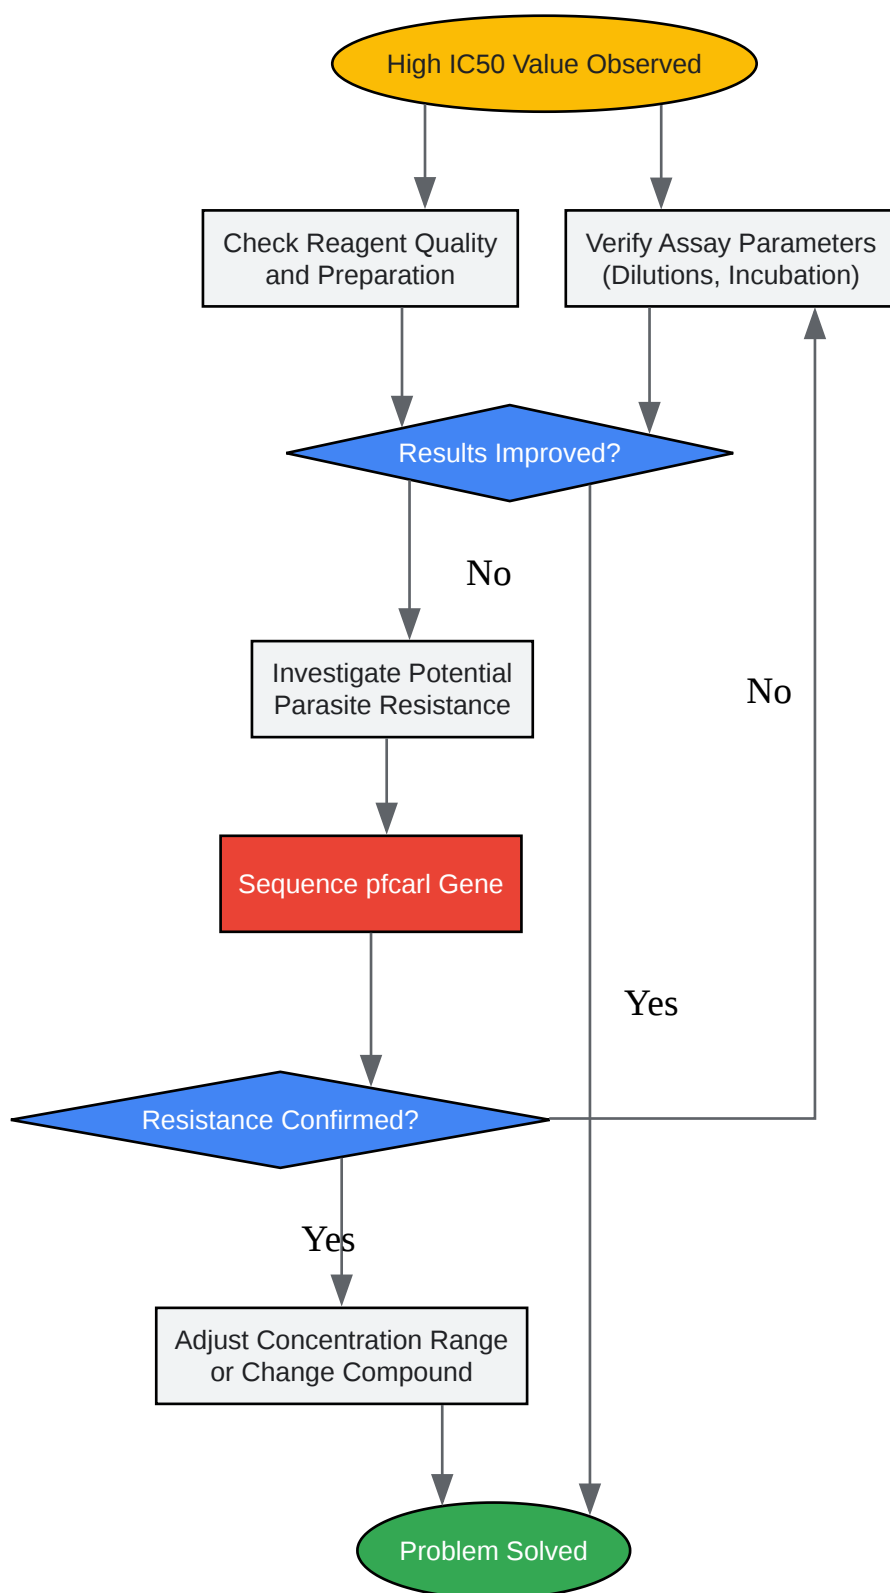 High IC50 Value Observed
Check Reagent Quality
and Preparation
Verify Assay Parameters
(Dilutions, Incubation)
Results Improved?
No
Investigate Potential
Parasite Resistance
No
Sequence pfcarl Gene
Yes
Resistance Confirmed?
Yes
Adjust Concentration Range
or Change Compound
Problem Solved